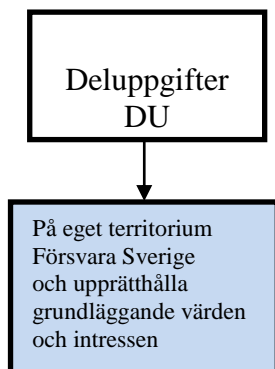 Deluppgifter
DU
På eget territorium
Försvara Sverige
och upprätthålla
grundläggande värden
och intressen